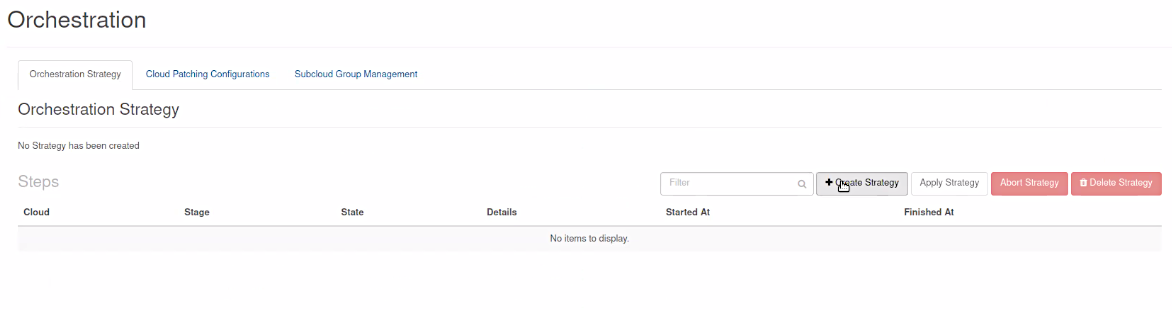 Orchestration
Orchestration Strategy Cloud Patching Configurations Subcloud Group Management
Orchestration Strategy
No Strategy has been created
Steps Filter Create Strategy Apply Strategy Abort Strategy Delete Strategy
Cloud Stage State Details Started At Finished At
No items to display.